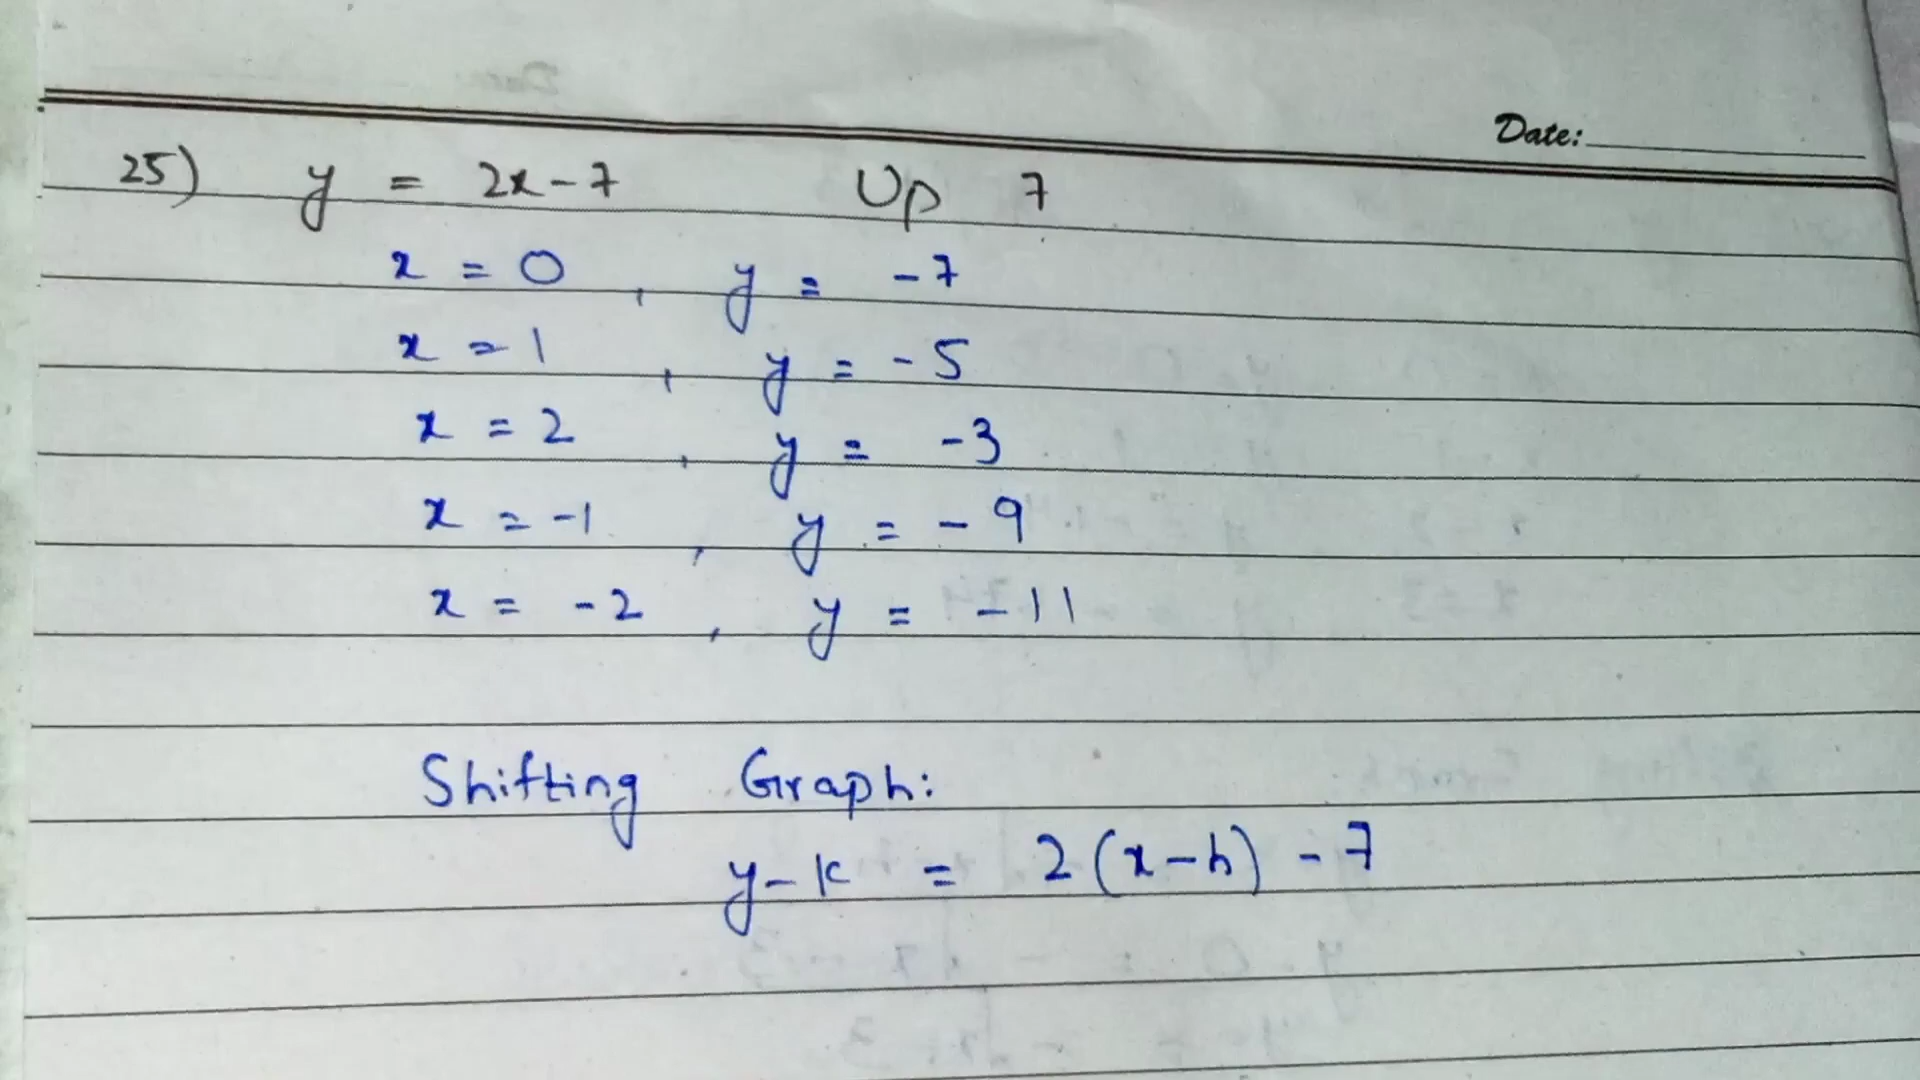 Date:
25) y = 2x-7 Up 7
x = 0 , y = -7
x = 1 , y = -5
x = 2 , y = -3
x = -1 , y = -9
x = -2 , y = -11
Shifting Graph:
y-k = 2(x-h) -7